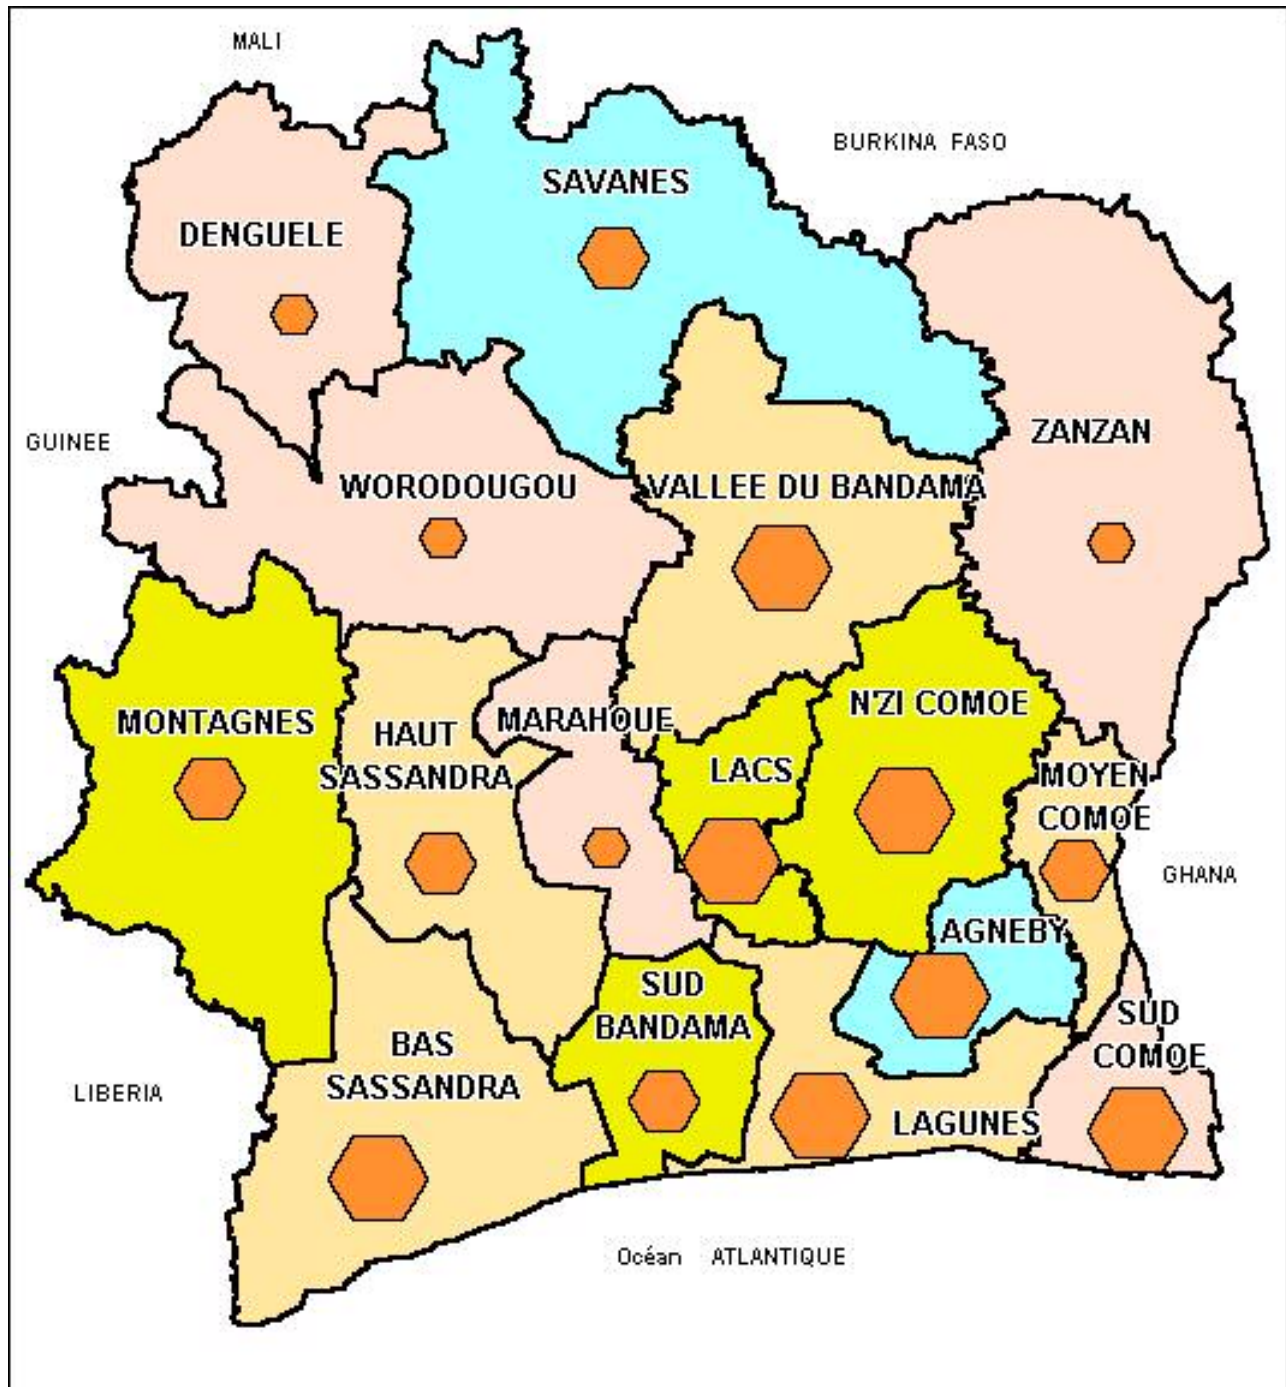 MALI
BURKINA FASO
SAVANES
DENGUELE
ZANZAN
GUINEE
WORODOUGOU
VALLEE DU BANDAMA
MONTAGNES
HAUT
SASSANDRA
MARAHOUE
N'ZI COMOE
LACS
MOYEN
COMOE
GHANA
AGNEBY
SUD
BANDAMA
SUD
COMOE
BAS
SASSANDRA
LIBERIA
LAGUNES
Océan ATLANTIQUE